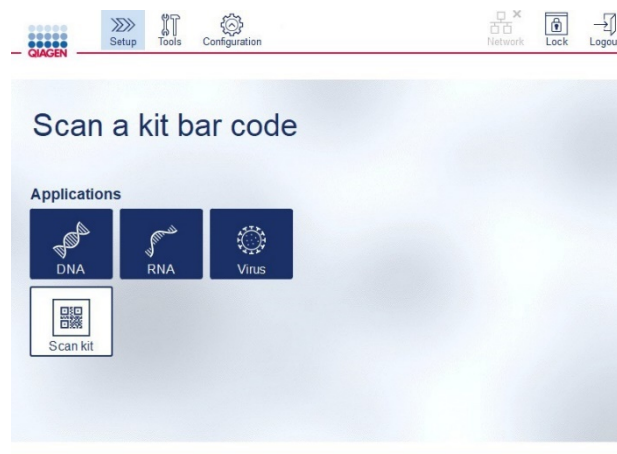 QIAGEN
Setup
Tools
Configuration
Network
Lock
Logou
Scan a kit bar code
Applications
DNA
RNA
Virus
Scan kit